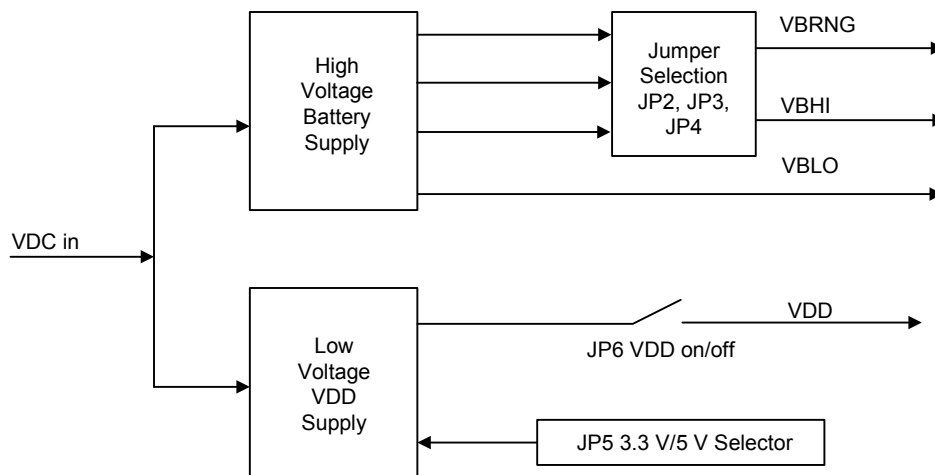 VBRNG
High
Voltage
Battery
Supply
Jumper
Selection
JP2, JP3,
JP4
VBHI
VBLO
VDC in
Low
Voltage
VDD
Supply
VDD
JP6 VDD on/off
JP5 3.3 V/5 V Selector